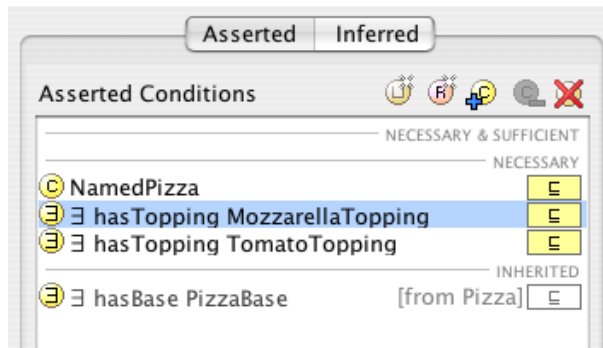 Asserted Inferred
Asserted Conditions
NECESSARY & SUFFICIENT
NECESSARY
C NamedPizza ⊑
∃ ∃ hasTopping MozzarellaTopping ⊑
∃ ∃ hasTopping TomatoTopping ⊑
INHERITED
∃ ∃ hasBase PizzaBase [from Pizza] ⊑